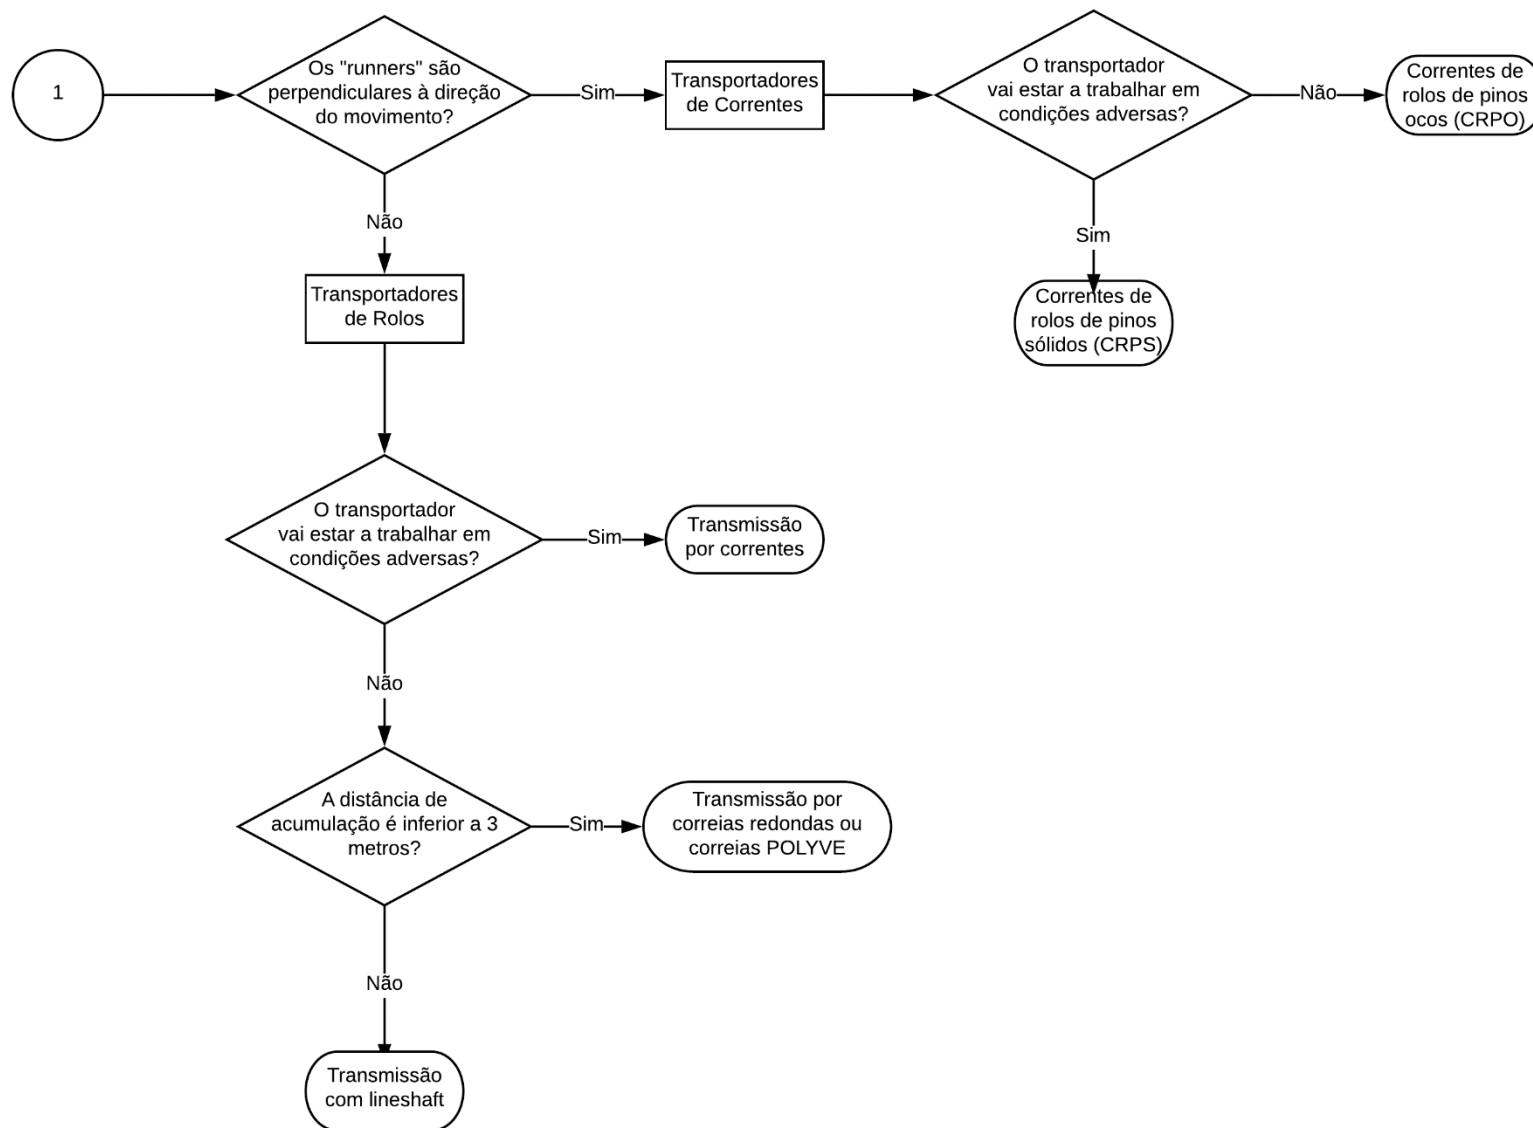 1
Os "runners" são
perpendiculares à direção
do movimento?
Sim
Transportadores
de Correntes
O transportador
vai estar a trabalhar em
condições adversas?
Não
Correntes de
rolos de pinos
ocos (CRPO)
Não
Sim
Transportadores
de Rolos
Correntes de
rolos de pinos
sólidos (CRPS)
O transportador
vai estar a trabalhar em
condições adversas?
Sim
Transmissão
por correntes
Não
A distância de
acumulação é inferior a 3
metros?
Sim
Transmissão por
correias redondas ou
correias POLYVE
Não
Transmissão
com lineshaft